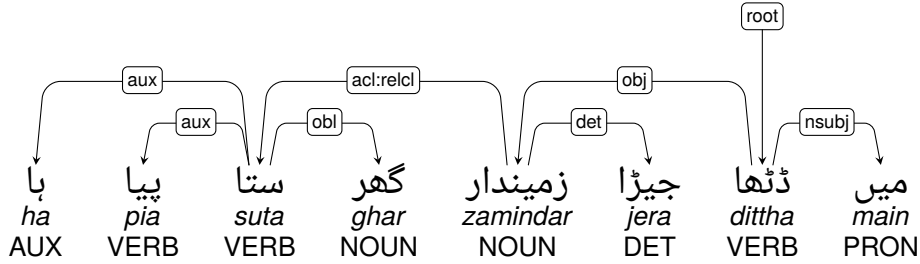 root
aux acl:relcl obj
aux obl det nsubj
میں ڈٹھا جیڑا زمیندار گھر ستا پیا ہا
ha pia suta ghar zamindar jera dittha main
AUX VERB VERB NOUN NOUN DET VERB PRON